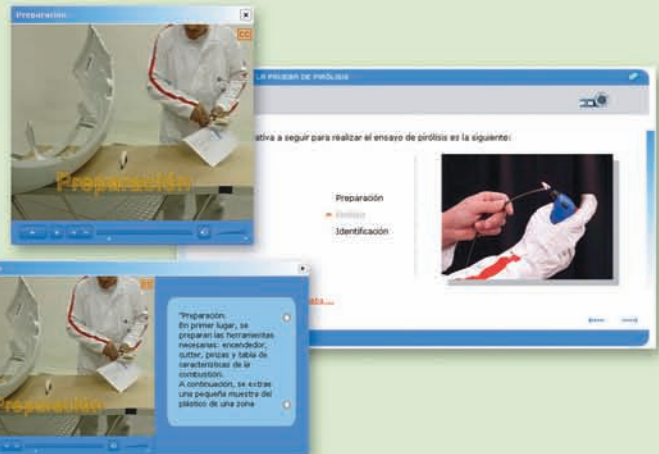 Preparación
CC
Preparación
LA PRUEBA DE PIRÓLISIS
ativa a seguir para realizar el ensayo de pirólisis es la siguiente:
Preparación
Identificación
Preparación
"Preparación:
En primer lugar, se
preparan las herramientas
necesarias: encendedor,
cutter, pinzas y tabla de
características de la
combustión.
A continuación, se extrae
una pequeña muestra del
plástico de una zona